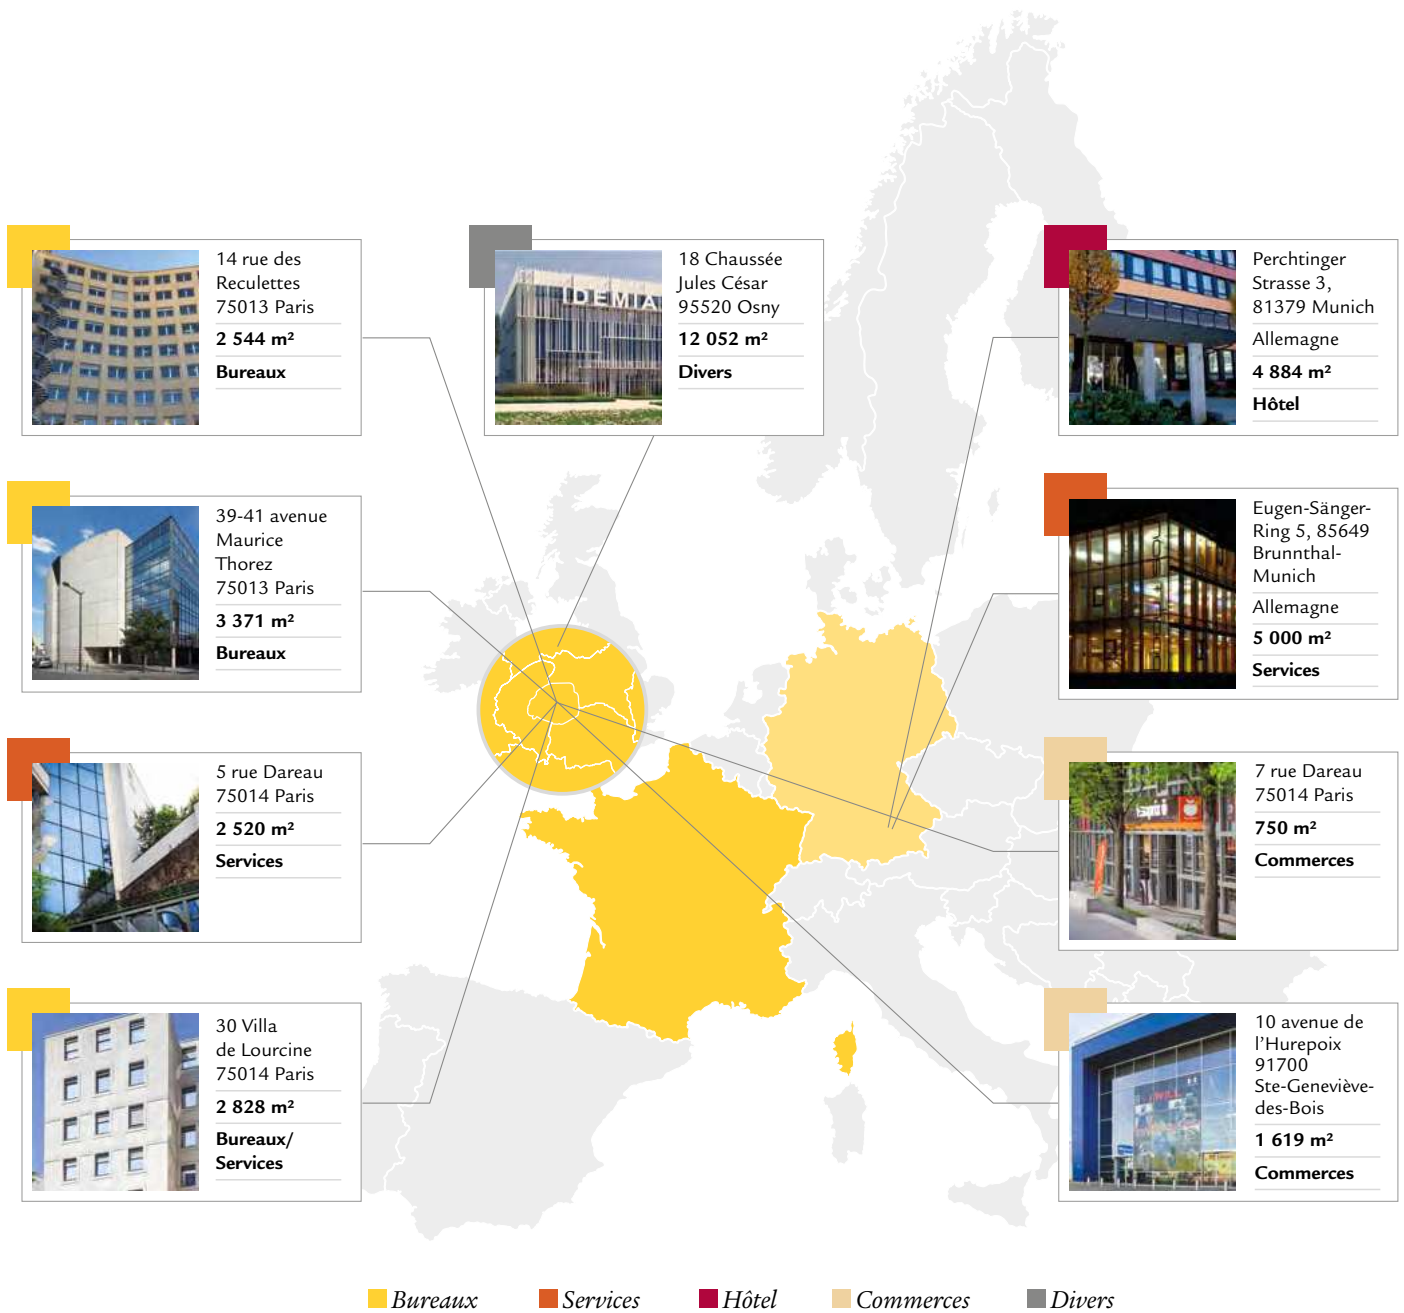 14 rue des
Reculettes
75013 Paris
2 544 m²
Bureaux
IDEMIA
18 Chaussée
Jules César
95520 Osny
12 052 m²
Divers
Perchtinger
Strasse 3,
81379 Munich
Allemagne
4 884 m²
Hôtel
39-41 avenue
Maurice
Thorez
75013 Paris
3 371 m²
Bureaux
Eugen-Sänger-
Ring 5, 85649
Brunnthal-
Munich
Allemagne
5 000 m²
Services
5 rue Dareau
75014 Paris
2 520 m²
Services
7 rue Dareau
75014 Paris
750 m²
Commerces
30 Villa
de Lourcine
75014 Paris
2 828 m²
Bureaux/
Services
10 avenue de
l’Hurepoix
91700
Ste-Geneviève-
des-Bois
1 619 m²
Commerces
Bureaux
Services
Hôtel
Commerces
Divers